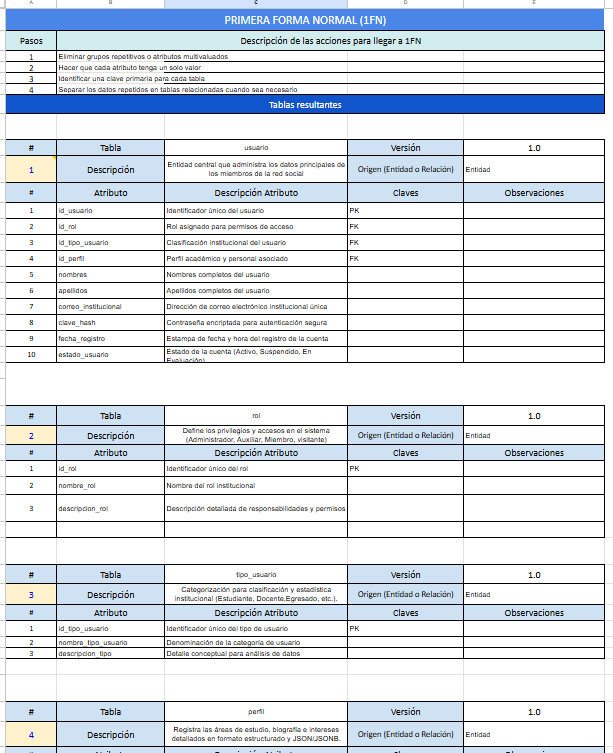 A B C D E
PRIMERA FORMA NORMAL (1FN)
Pasos Descripción de las acciones para llegar a 1FN
1 Eliminar grupos repetitivos o atributos multivaluados
2 Hacer que cada atributo tenga un solo valor
3 Identificar una clave primaria para cada tabla
4 Separar los datos repetidos en tablas relacionadas cuando sea necesario
Tablas resultantes
# Tabla usuario Versión 1.0
1 Descripción Entidad central que administra los datos principales de
los miembros de la red social Origen (Entidad o Relación) Entidad
# Atributo Descripción Atributo Claves Observaciones
1 id_usuario Identificador único del usuario PK
2 id_rol Rol asignado para permisos de acceso FK
3 id_tipo_usuario Clasificación institucional del usuario FK
4 id_perfil Perfil académico y personal asociado FK
5 nombres Nombres completos del usuario
6 apellidos Apellidos completos del usuario
7 correo_institucional Dirección de correo electrónico institucional única
8 clave_hash Contraseña encriptada para autenticación segura
9 fecha_registro Estampa de fecha y hora del registro de la cuenta
10 estado_usuario Estado de la cuenta (Activo, Suspendido, En
Evaluación)
# Tabla rol Versión 1.0
2 Descripción Define los privilegios y accesos en el sistema
(Administrador, Auxiliar, Miembro, visitante) Origen (Entidad o Relación) Entidad
# Atributo Descripción Atributo Claves Observaciones
1 id_rol Identificador único del rol PK
2 nombre_rol Nombre del rol institucional
3 descripcion_rol Descripción detallada de responsabilidades y permisos
# Tabla tipo_usuario Versión 1.0
3 Descripción Categorización para clasificación y estadística
institucional (Estudiante, Docente,Egresado, etc.). Origen (Entidad o Relación) Entidad
# Atributo Descripción Atributo Claves Observaciones
1 id_tipo_usuario Identificador único del tipo de usuario PK
2 nombre_tipo_usuario Denominación de la categoría de usuario
3 descripcion_tipo Detalle conceptual para análisis de datos
# Tabla perfil Versión 1.0
4 Descripción Registra las áreas de estudio, biografía e intereses
detallados en formato estructurado y JSON/JSONB. Origen (Entidad o Relación) Entidad